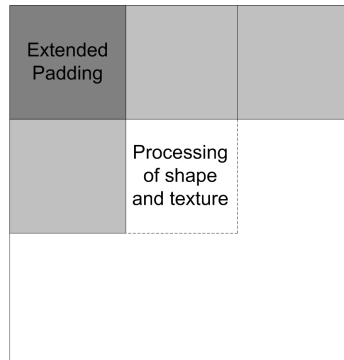 Extended
Padding
Processing
of shape
and texture